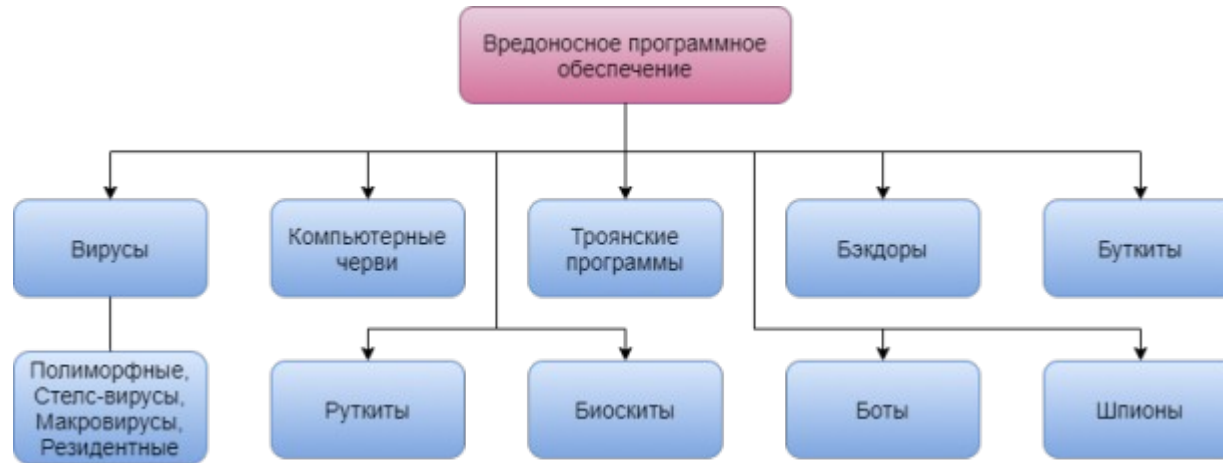 Вредоносное программное
обеспечение
Вирусы
Компьютерные
черви
Троянские
программы
Бэкдоры
Буткиты
Полиморфные,
Стелс-вирусы,
Макровирусы,
Резидентные
Руткиты
Биоскиты
Боты
Шпионы